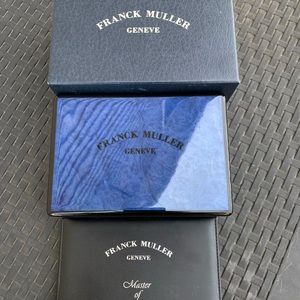 FRANCK MULLER
GENEVE
FRANCK MULLER
GENEVE
FRANCK MULLER
GENEVE
Master
of